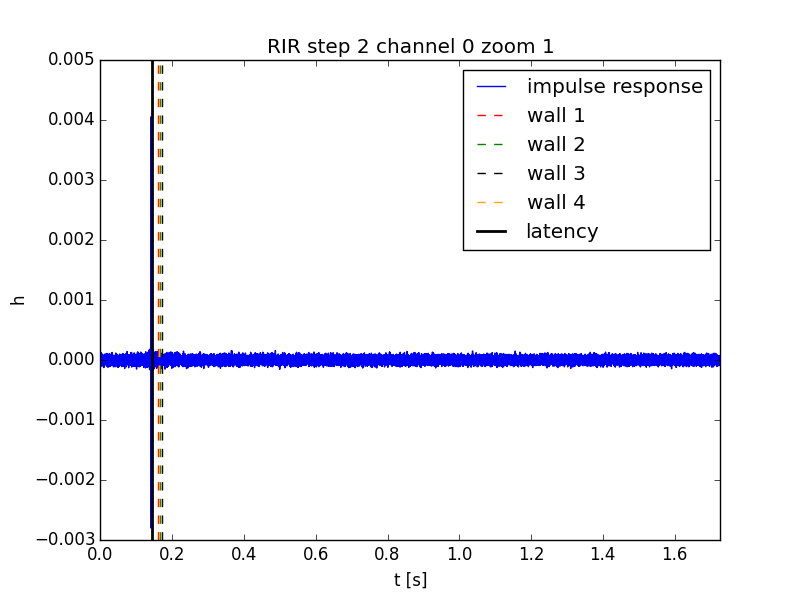 RIR step 2 channel 0 zoom 1
0.005
0.004
0.003
0.002
0.001
0.000
−0.001
−0.002
−0.003
h
impulse response
wall 1
wall 2
wall 3
wall 4
latency
0.0 0.2 0.4 0.6 0.8 1.0 1.2 1.4 1.6
t [s]